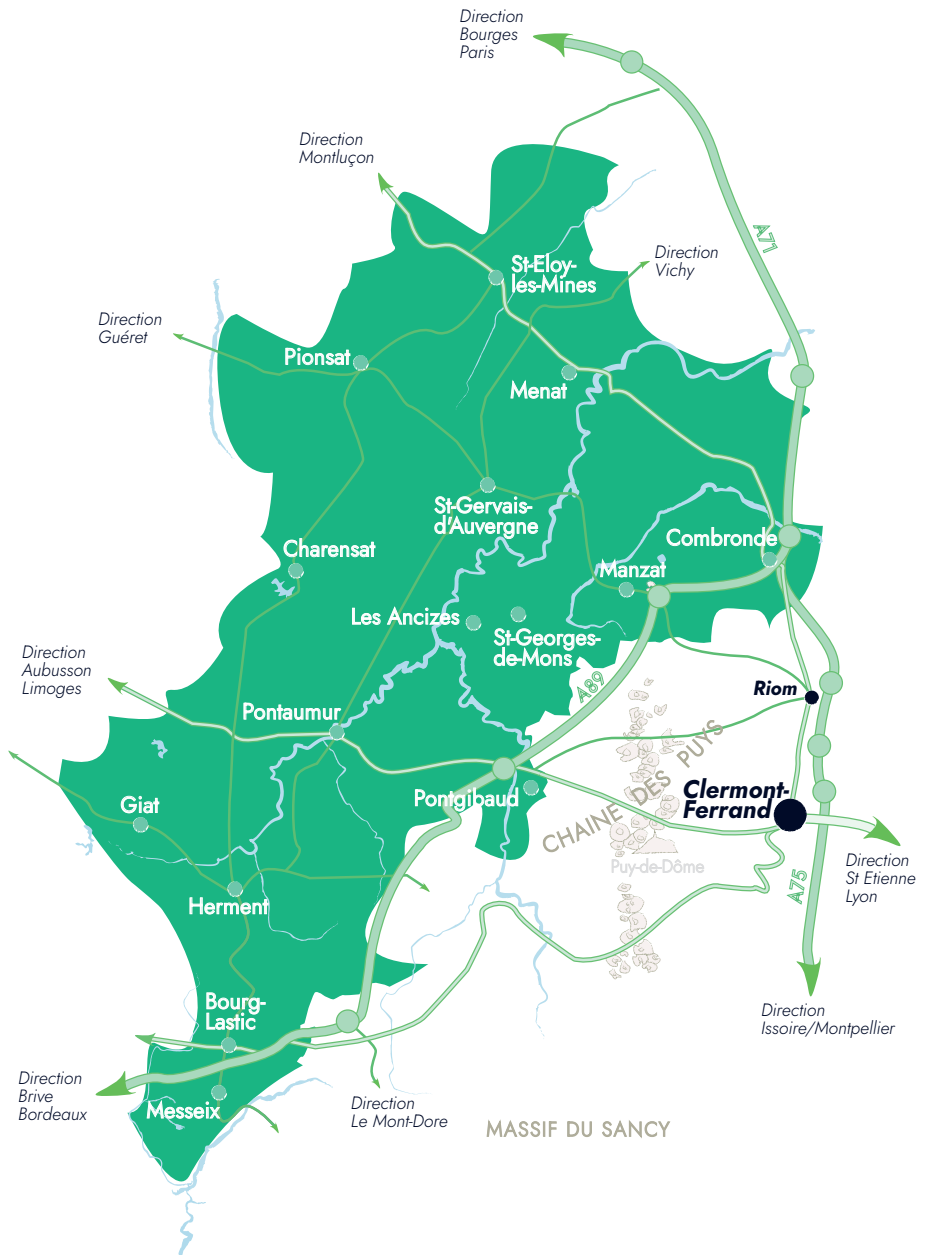 Direction
Bourges
Paris
Direction
Montluçon
A71
Direction
Vichy
St-Eloy-
les-Mines
Direction
Guéret
Pionsat
Menat
St-Gervais-
d'Auvergne
Combronde
Charensat
Manzat
Les Ancizes
St-Georges-
de-Mons
Direction
Aubusson
Limoges
A89
Riom
Pontaumur
CHAINE DES PUYS
Clermont-
Ferrand
Pontgibaud
Giat
Puy-de-Dôme
Direction
St Etienne
Lyon
A75
Herment
Bourg-
Lastic
Direction
Issoire/Montpellier
Direction
Brive
Bordeaux
Messeix
Direction
Le Mont-Dore
MASSIF DU SANCY